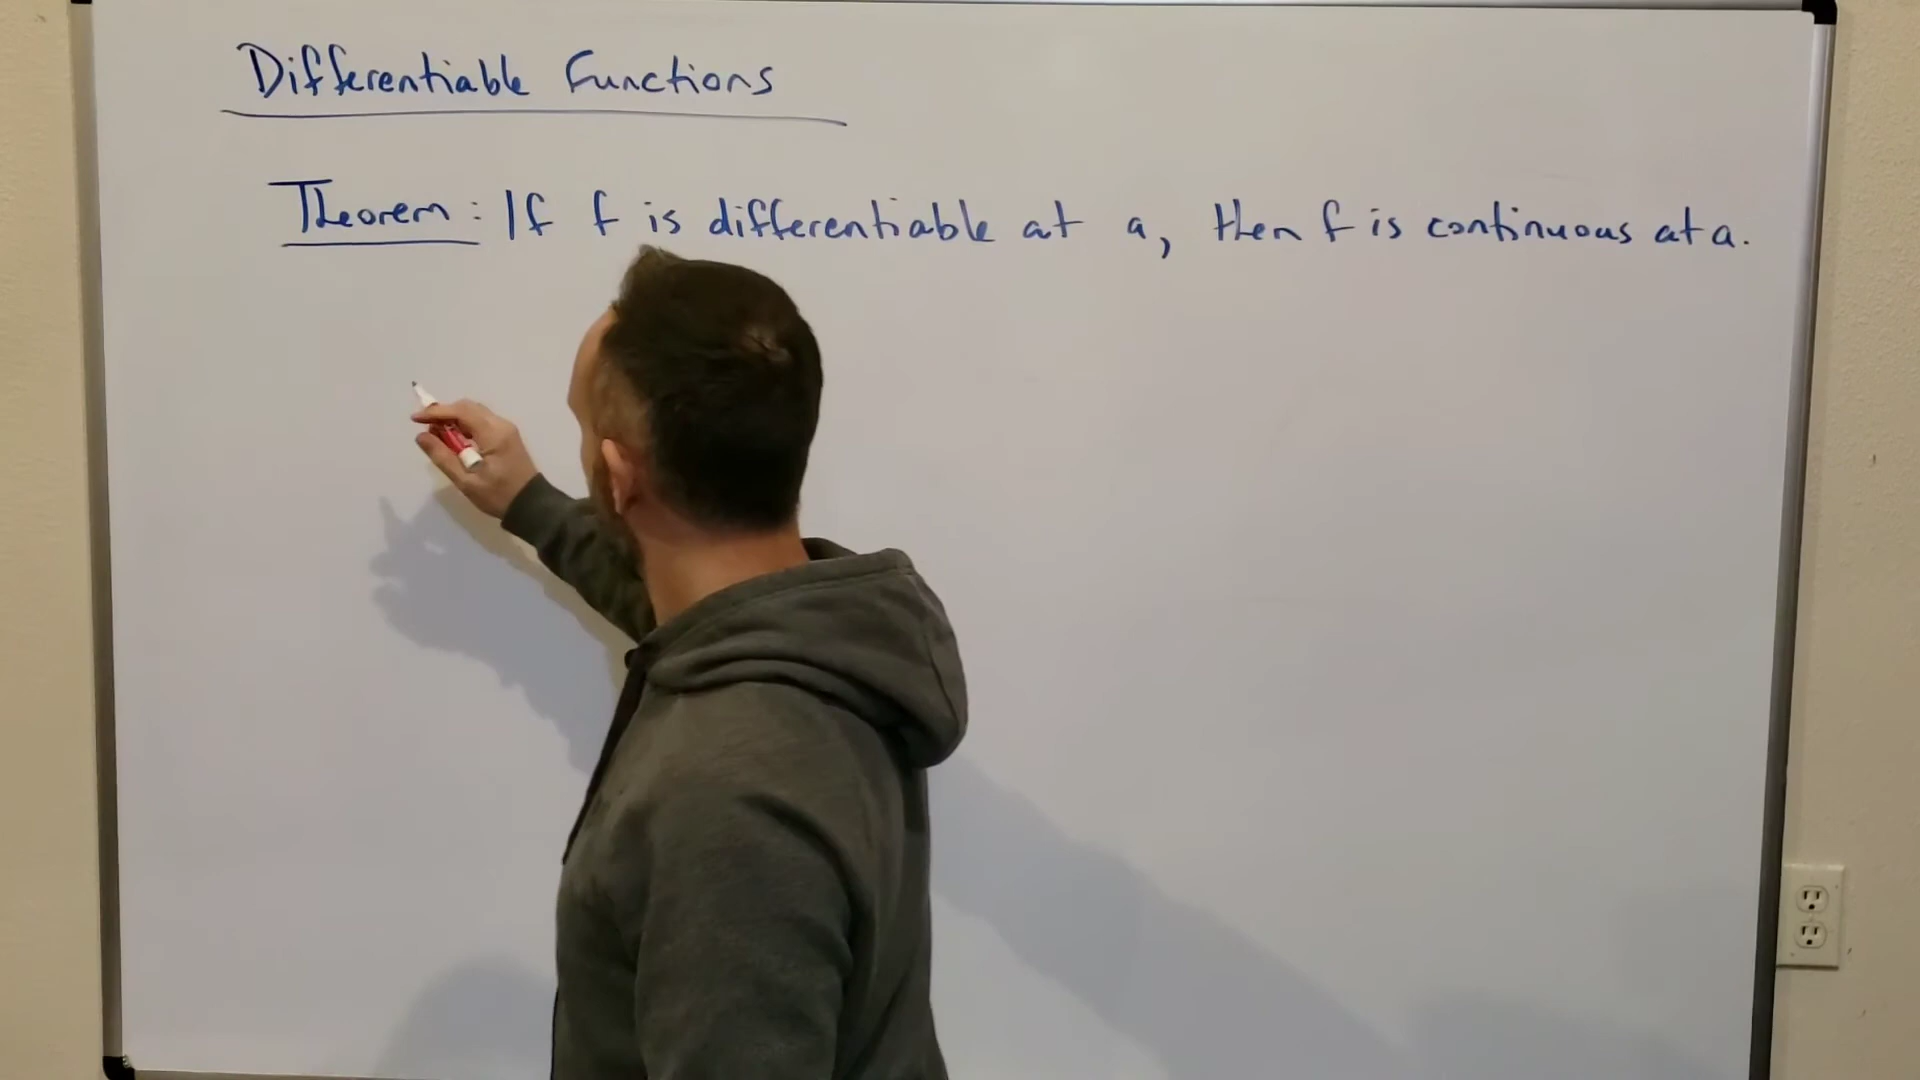 Differentiable Functions
Theorem: If f is differentiable at a, then f is continuous at a.